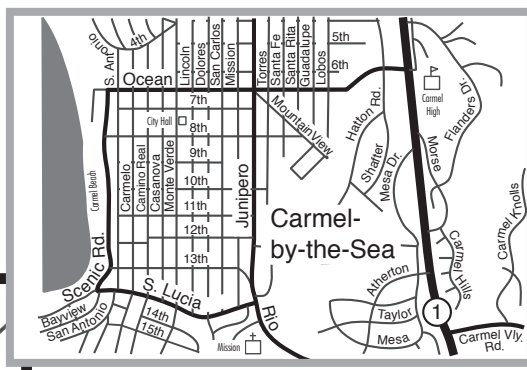 S. Antonio
4th
Lincoln
Dolores
San Carlos
Mission
Torres
Santa Fe
Santa Rita
Guadalupe
Lobos
5th
6th
Ocean
7th
City Hall
8th
Mountain View
Hatton Rd.
Carmel
High
Flanders Dr.
Shafter
Mesa Dr.
Morse
Carmel Beach
Carmelo
Camino Real
Casanova
Monte Verde
9th
10th
11th
12th
13th
Junipero
Carmel-
by-the-Sea
Scenic Rd.
S. Lucia
Bayview
San Antonio
14th
15th
Mission
Rio
Atherton
Taylor
Mesa
Carmel Hills
Carmel Knolls
1
Carmel Vly.
Rd.